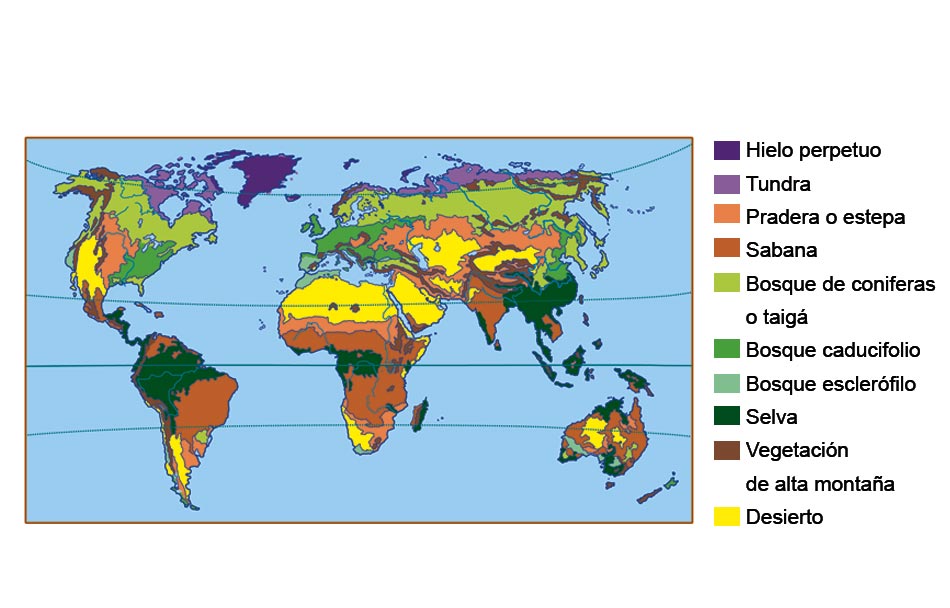 Hielo perpetuo
Tundra
Pradera o estepa
Sabana
Bosque de coniferas
o taigá
Bosque caducifolio
Bosque esclerófilo
Selva
Vegetación
de alta montaña
Desierto